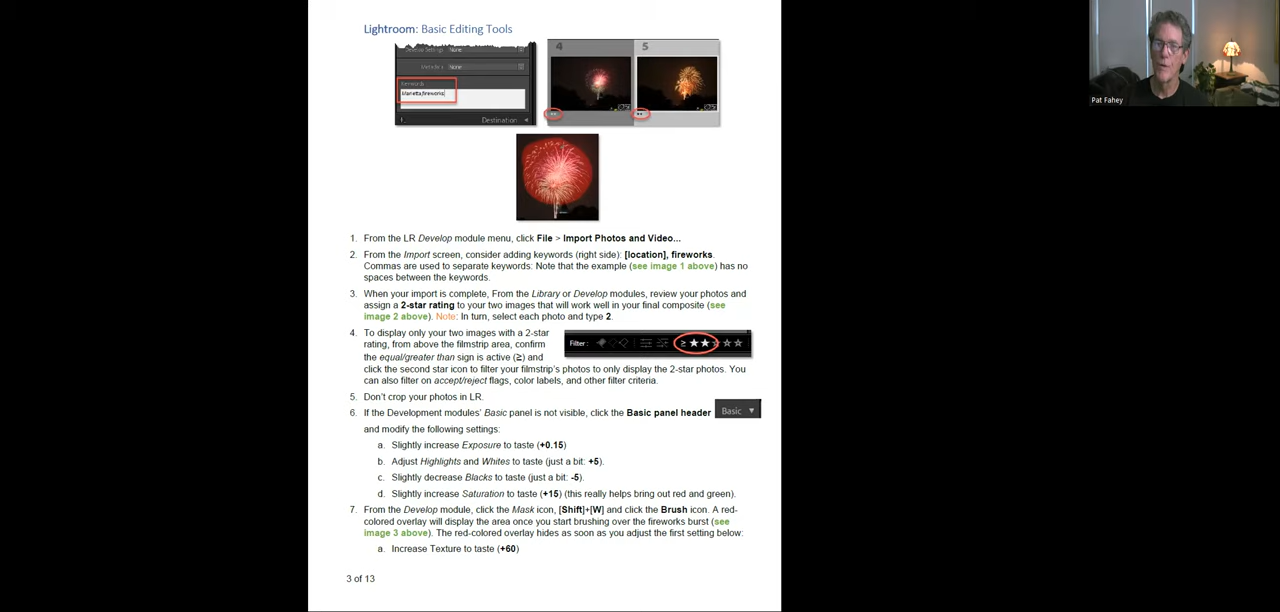 Lightroom: Basic Editing Tools
Metadata None
Keywords
Marietta,fireworks
Destination
4
5
1. From the LR Develop module menu, click File > Import Photos and Video...
2. From the Import screen, consider adding keywords (right side): [location], fireworks.
Commas are used to separate keywords: Note that the example (see image 1 above) has no
spaces between the keywords.
3. When your import is complete, From the Library or Develop modules, review your photos and
assign a 2-star rating to your two images that will work well in your final composite (see
image 2 above). Note: In turn, select each photo and type 2.
4. To display only your two images with a 2-star
rating, from above the filmstrip area, confirm
the equal/greater than sign is active (≥) and
Filter: ≥ ★ ★ ☆ ☆ ☆
click the second star icon to filter your filmstrip's photos to only display the 2-star photos. You
can also filter on accept/reject flags, color labels, and other filter criteria.
5. Don't crop your photos in LR.
6. If the Development modules' Basic panel is not visible, click the Basic panel header
Basic ▼
and modify the following settings:
a. Slightly increase Exposure to taste (+0.15)
b. Adjust Highlights and Whites to taste (just a bit: +5).
c. Slightly decrease Blacks to taste (just a bit: -5).
d. Slightly increase Saturation to taste (+15) (this really helps bring out red and green).
7. From the Develop module, click the Mask icon, [Shift]+[W] and click the Brush icon. A red-
colored overlay will display the area once you start brushing over the fireworks burst (see
image 3 above). The red-colored overlay hides as soon as you adjust the first setting below:
a. Increase Texture to taste (+60)
3 of 13
Pat Fahey